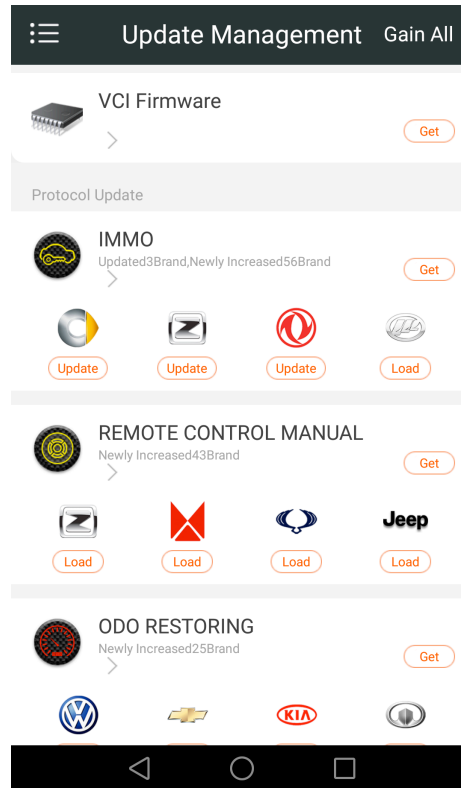 Update Management
Gain All
VCI Firmware
Get
Protocol Update
IMMO
Updated3Brand,Newly Increased56Brand
Get
Update
Update
Update
Load
REMOTE CONTROL MANUAL
Newly Increased43Brand
Get
Jeep
Load
Load
Load
Load
ODO RESTORING
Newly Increased25Brand
Get
KIA